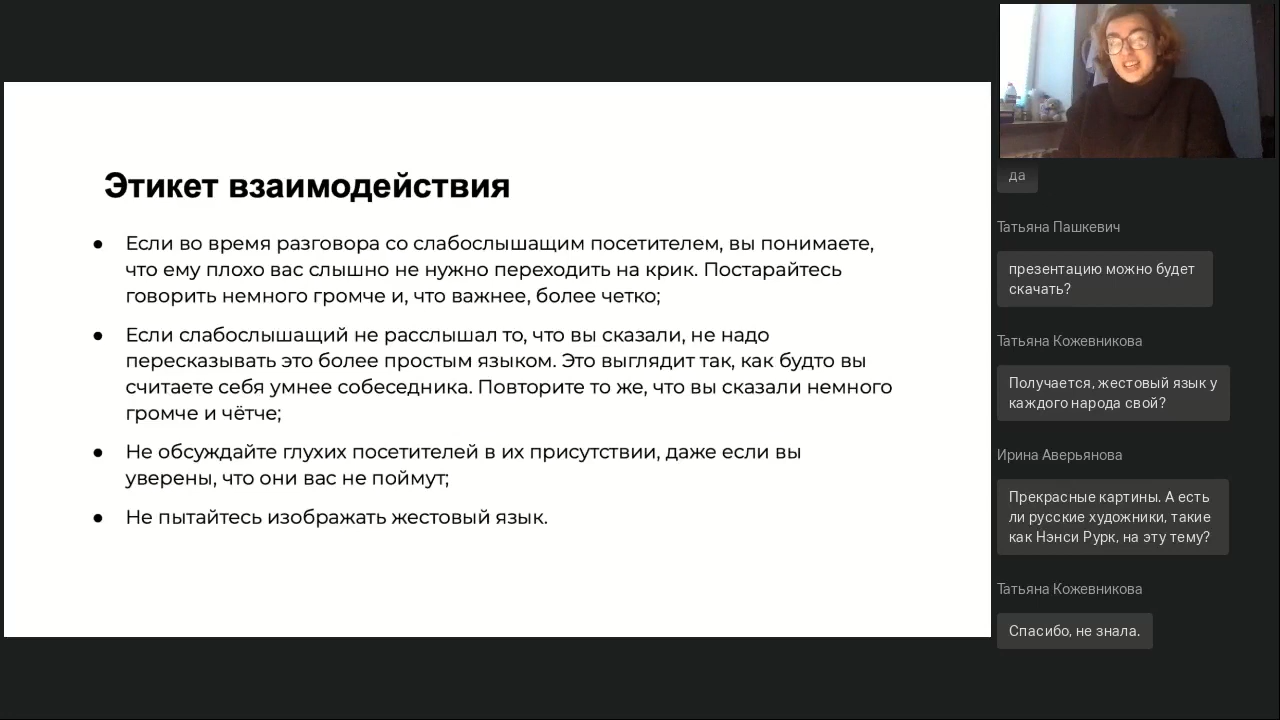 Этикет взаимодействия
● Если во время разговора со слабослышащим посетителем, вы понимаете,
что ему плохо вас слышно не нужно переходить на крик. Постарайтесь
говорить немного громче и, что важнее, более четко;
● Если слабослышащий не расслышал то, что вы сказали, не надо
пересказывать это более простым языком. Это выглядит так, как будто вы
считаете себя умнее собеседника. Повторите то же, что вы сказали немного
громче и чётче;
● Не обсуждайте глухих посетителей в их присутствии, даже если вы
уверены, что они вас не поймут;
● Не пытайтесь изображать жестовый язык.
да
Татьяна Пашкевич
презентацию можно будет
скачать?
Татьяна Кожевникова
Получается, жестовый язык у
каждого народа свой?
Ирина Аверьянова
Прекрасные картины. А есть
ли русские художники, такие
как Нэнси Рурк, на эту тему?
Татьяна Кожевникова
Спасибо, не знала.